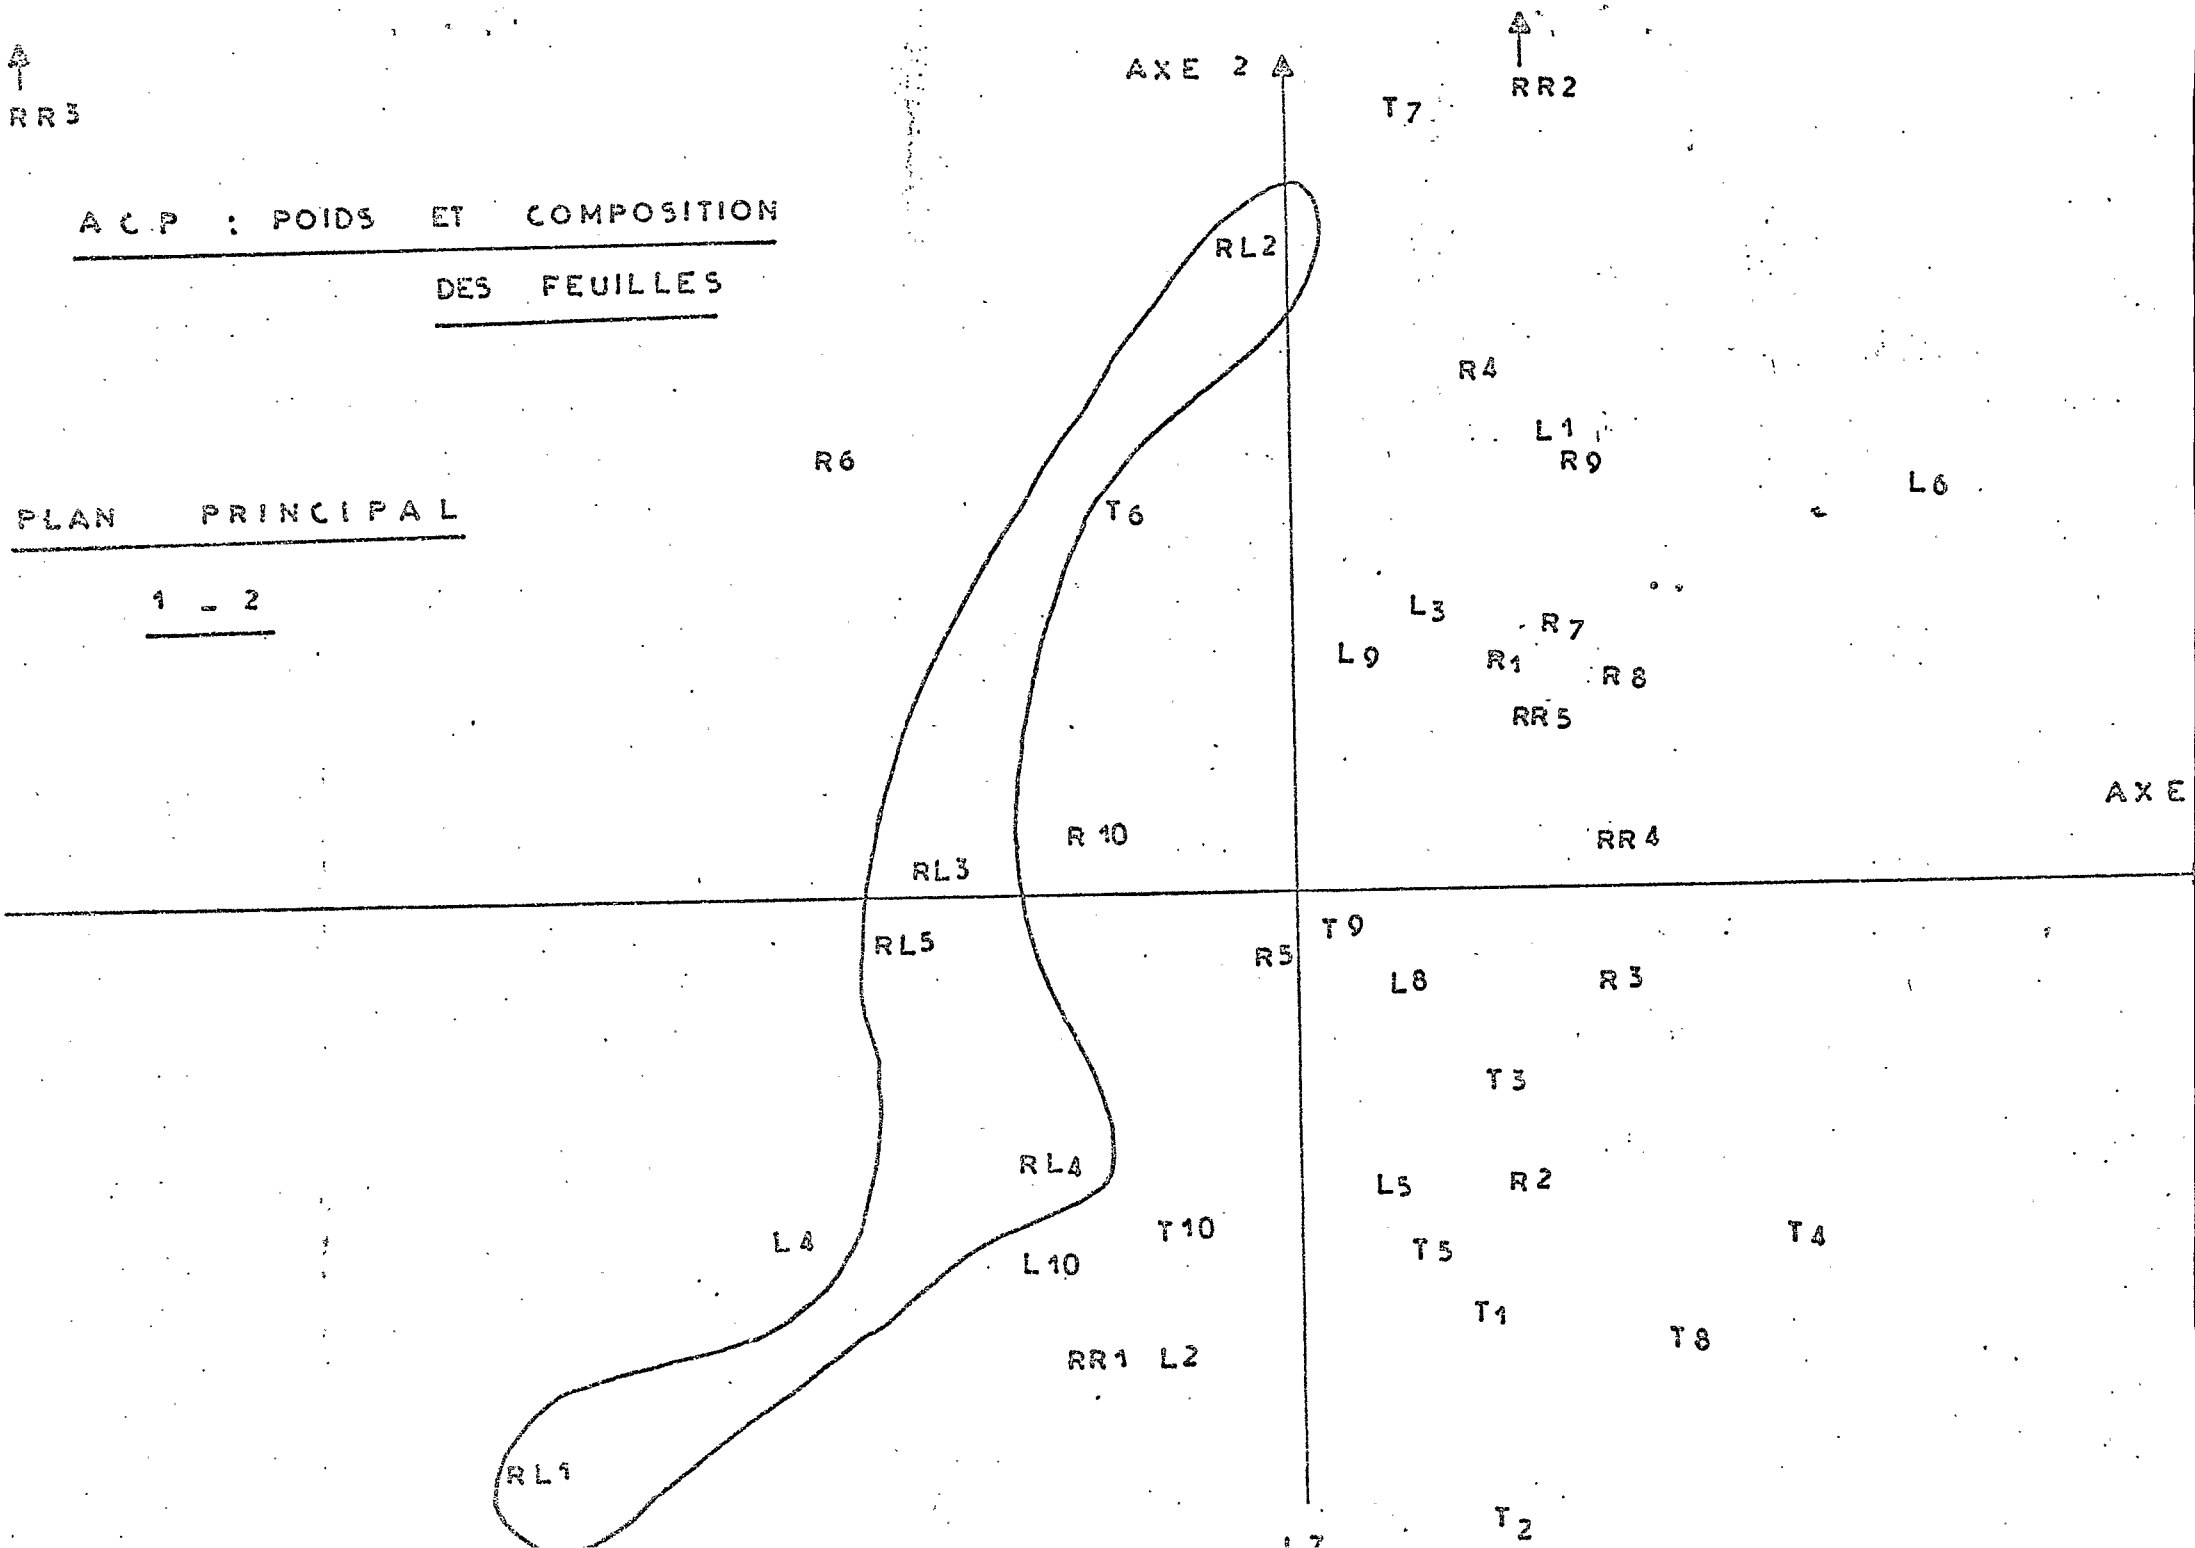 AXE 2
RR2
RR3
T7
A C P : POIDS ET COMPOSITION
DES FEUILLES
RL2
R4
L1
R9
R6
L6
PLAN PRINCIPAL
T6
1 - 2
L3
R7
L9
R1
R8
RR5
AXE
R10
RR4
RL3
T9
RL5
R5
L8
R3
T3
RL4
L5
R2
T10
T4
L4
T5
L10
T1
T8
RR1
L2
RL1
T2